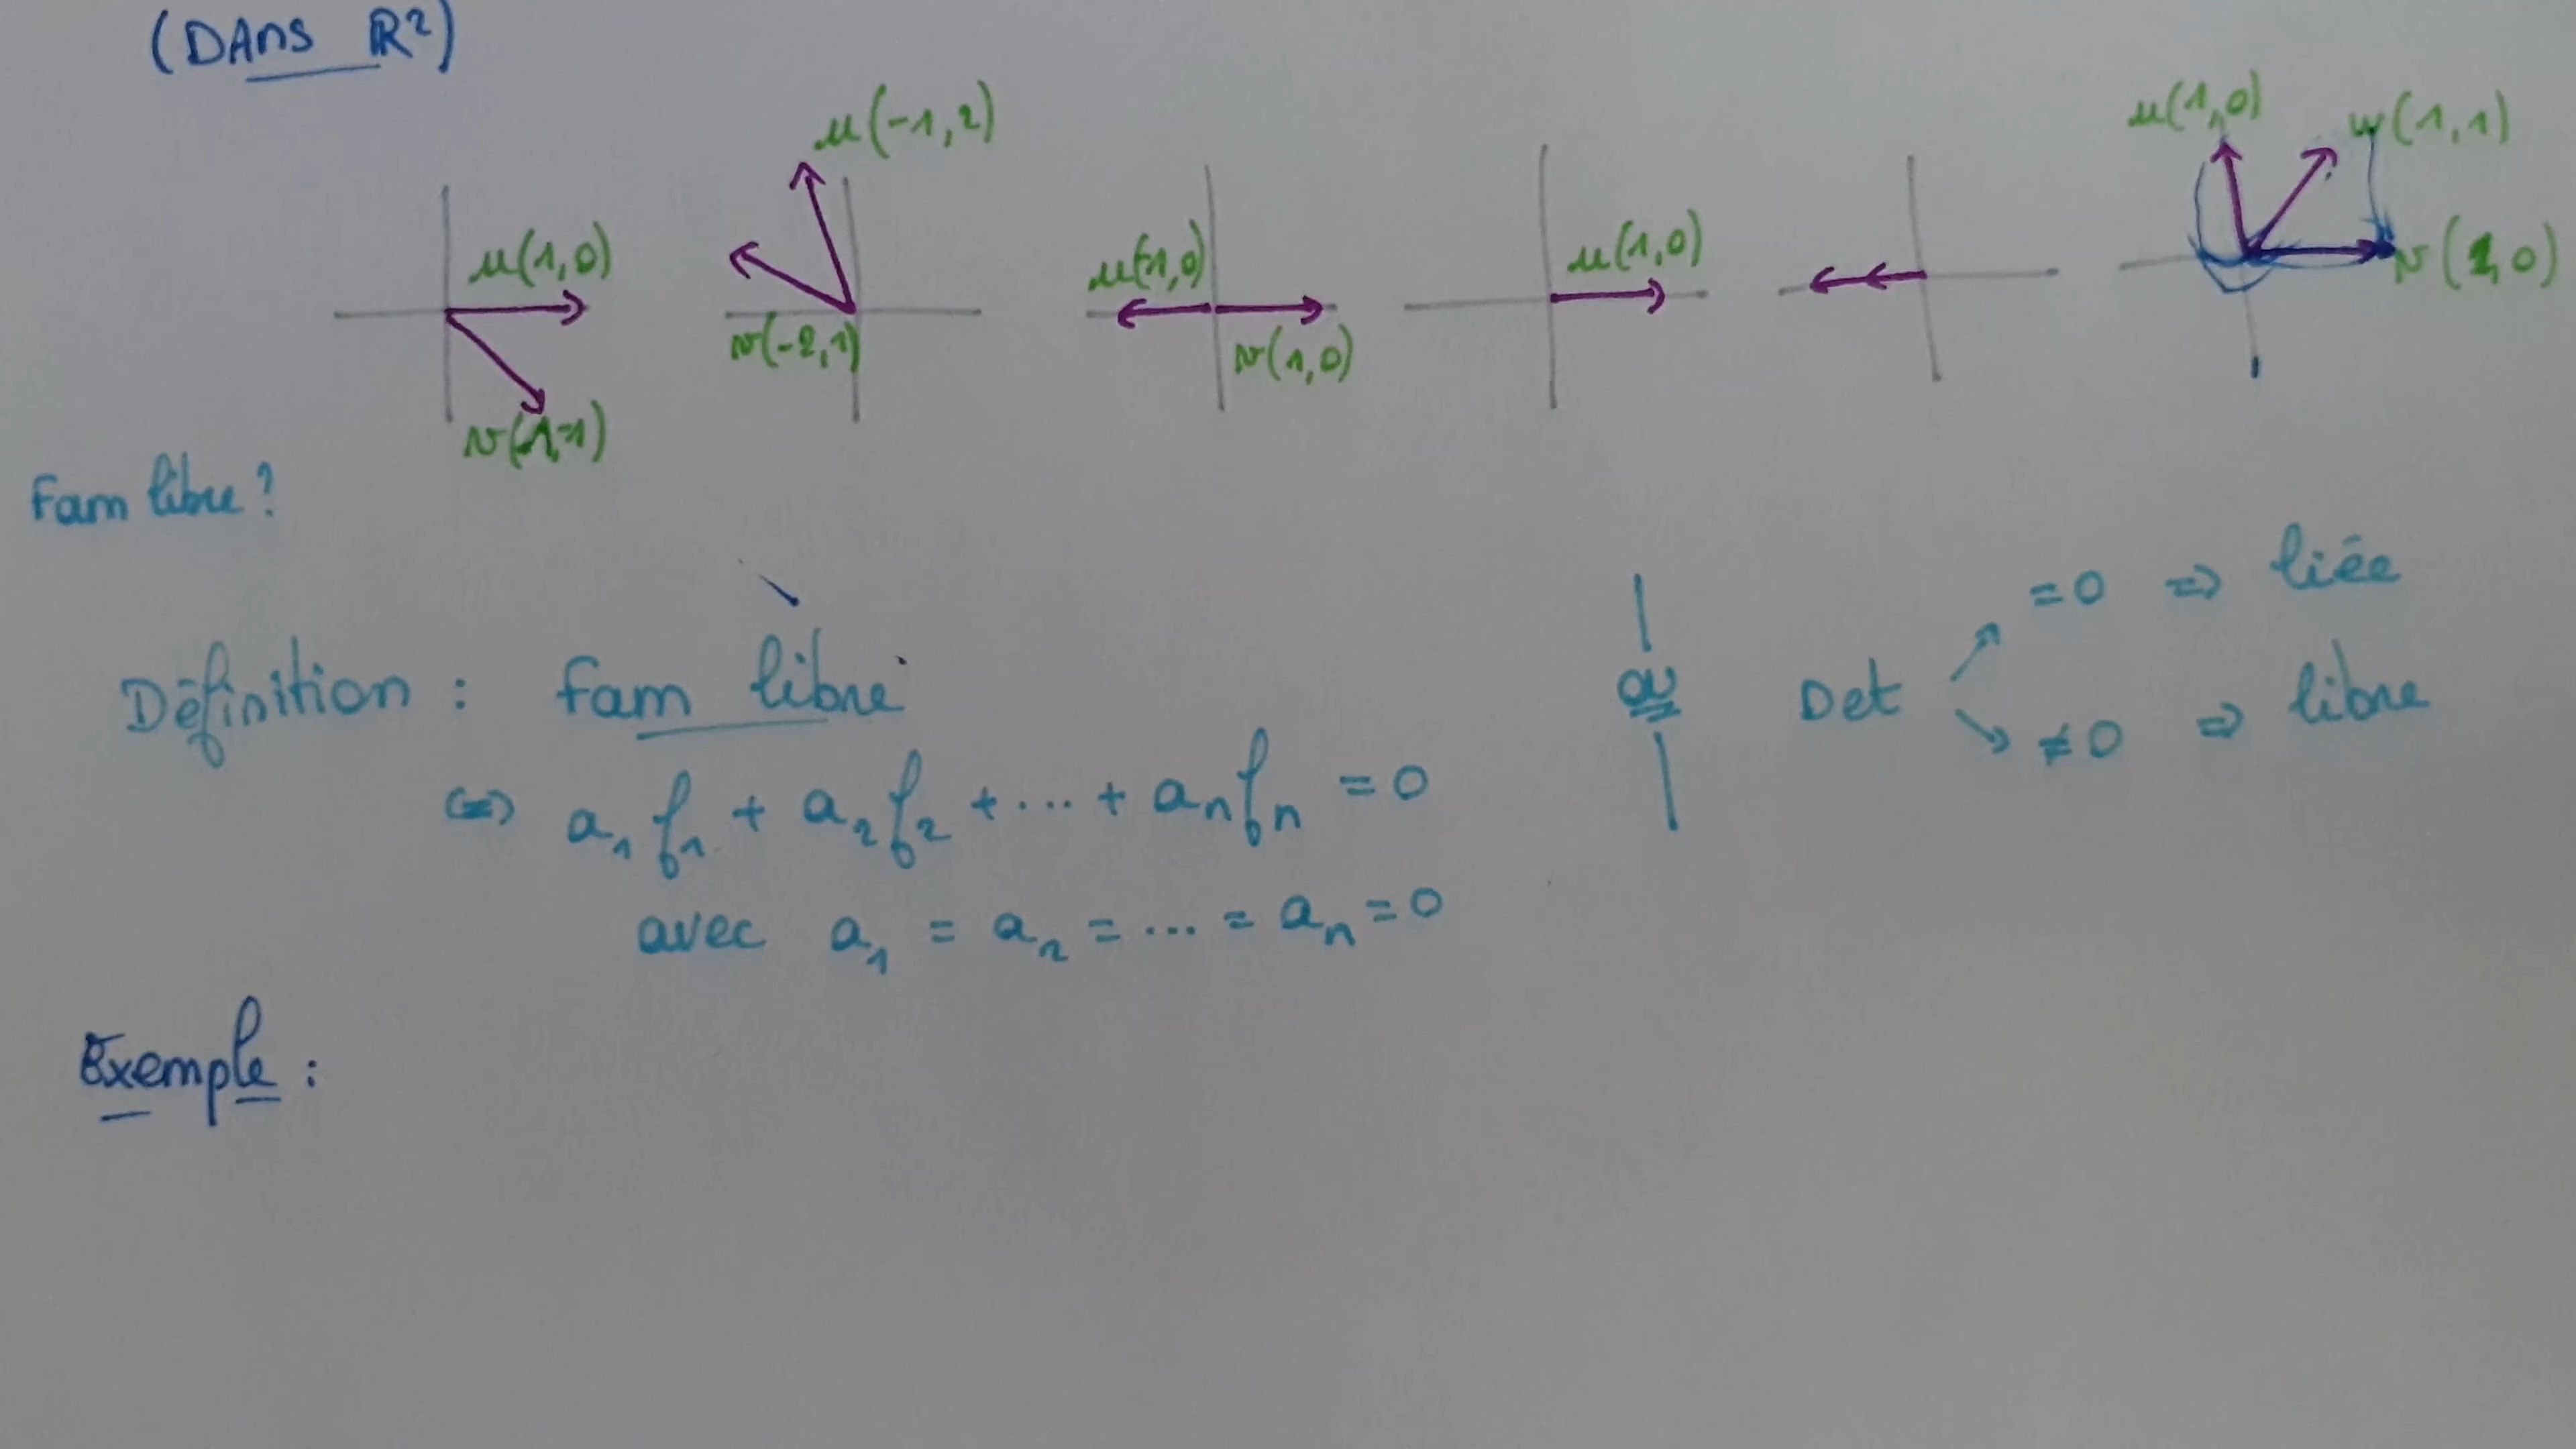 (DAns ℝ²)
u(1,0)
v(1,-1)
u(-1,2)
v(-2,1)
u(-1,0)
v(1,0)
u(1,0)
u(1,0)
w(1,1)
v(1,0)
Fam libre?
Définition : Fam libre
⇔ a₁f₁ + a₂f₂ + ... + aₙfₙ = 0
avec a₁ = a₂ = ... = aₙ = 0
ou
Det
↗ = 0 ⇒ liée
↘ ≠ 0 ⇒ libre
Exemple :